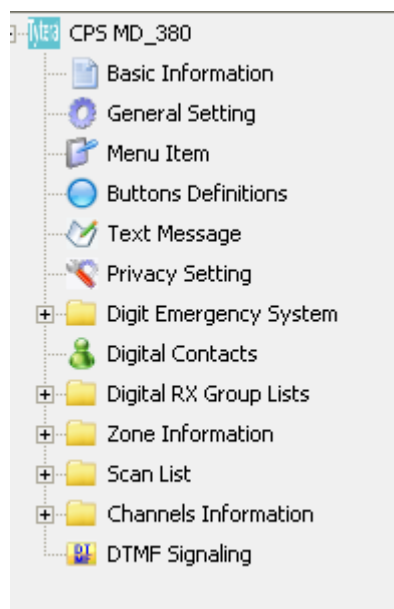 Tytera CPS MD_380
Basic Information
General Setting
Menu Item
Buttons Definitions
Text Message
Privacy Setting
Digit Emergency System
Digital Contacts
Digital RX Group Lists
Zone Information
Scan List
Channels Information
DTMF Signaling